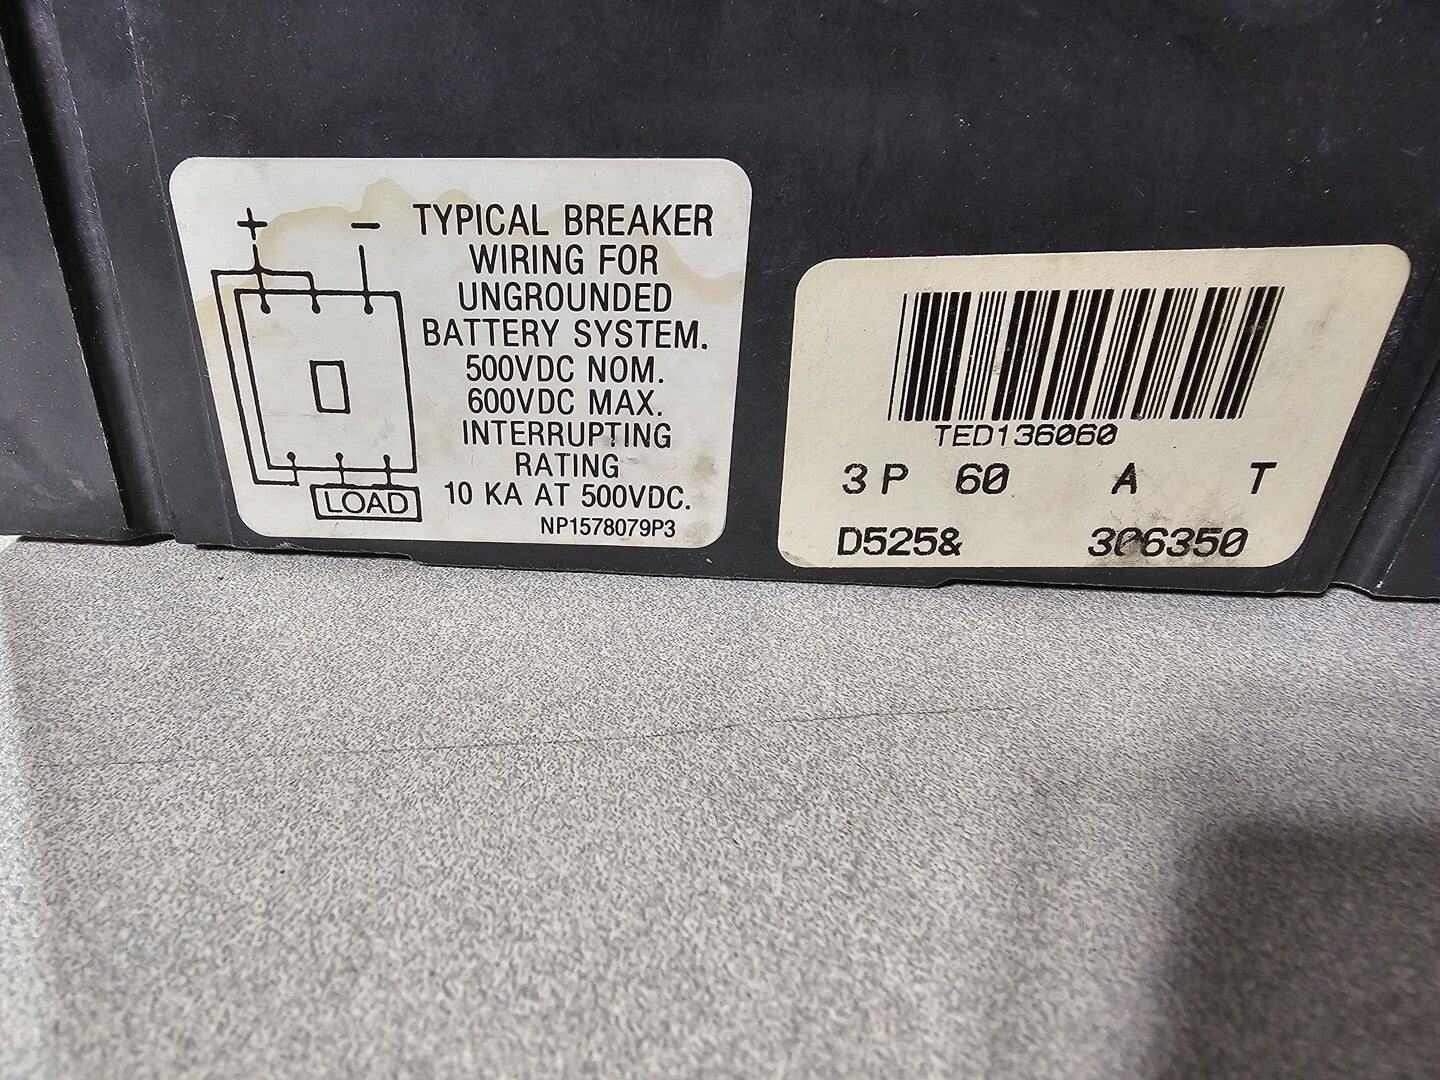 + −
TYPICAL BREAKER
WIRING FOR
UNGROUNDED
BATTERY SYSTEM.
500VDC NOM.
600VDC MAX.
INTERRUPTING
RATING
10 KA AT 500VDC.
NP1578079P3
LOAD
TED136060
3 P 60 A T
D525& 306350